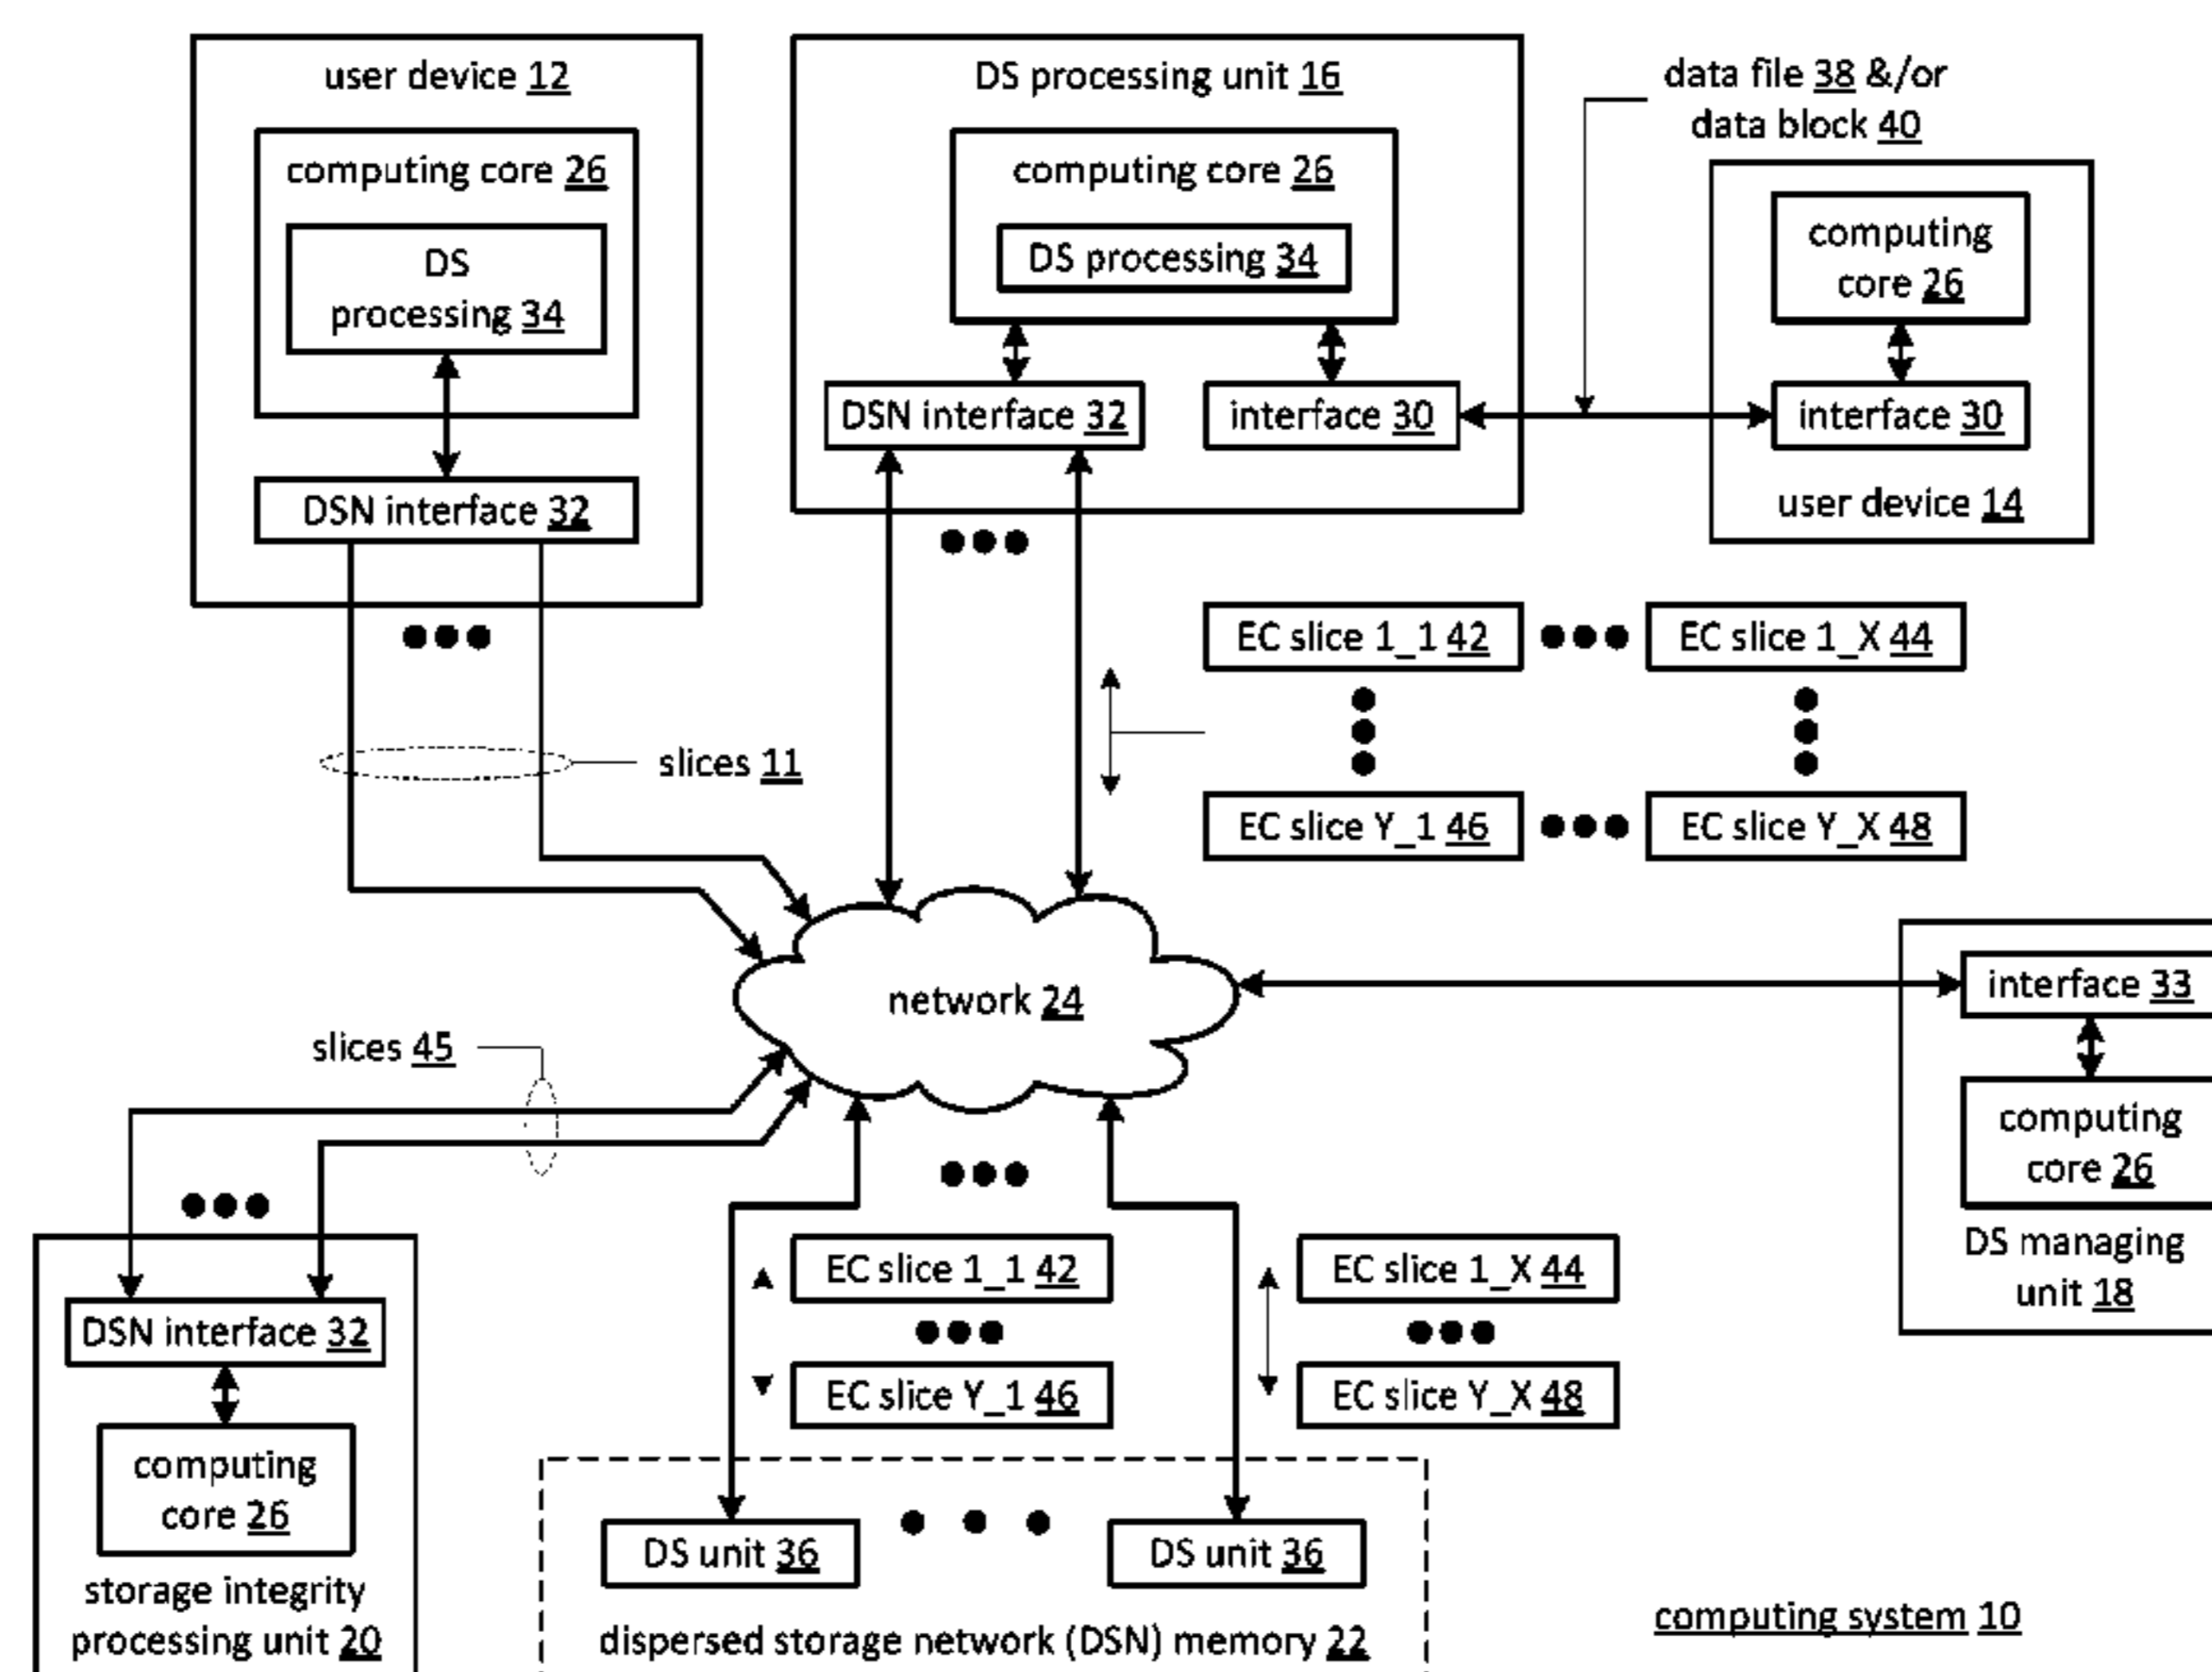 user device 12
computing core 26
DS
processing 34
DSN interface 32
slices 11
DS processing unit 16
computing core 26
DS processing 34
DSN interface 32
interface 30
data file 38 &/or
data block 40
computing
core 26
interface 30
user device 14
EC slice 1_1 42
EC slice 1_X 44
EC slice Y_1 46
EC slice Y_X 48
network 24
interface 33
computing
core 26
DS managing
unit 18
slices 45
DSN interface 32
computing
core 26
storage integrity
processing unit 20
EC slice 1_1 42
EC slice Y_1 46
EC slice 1_X 44
EC slice Y_X 48
DS unit 36
DS unit 36
dispersed storage network (DSN) memory 22
computing system 10